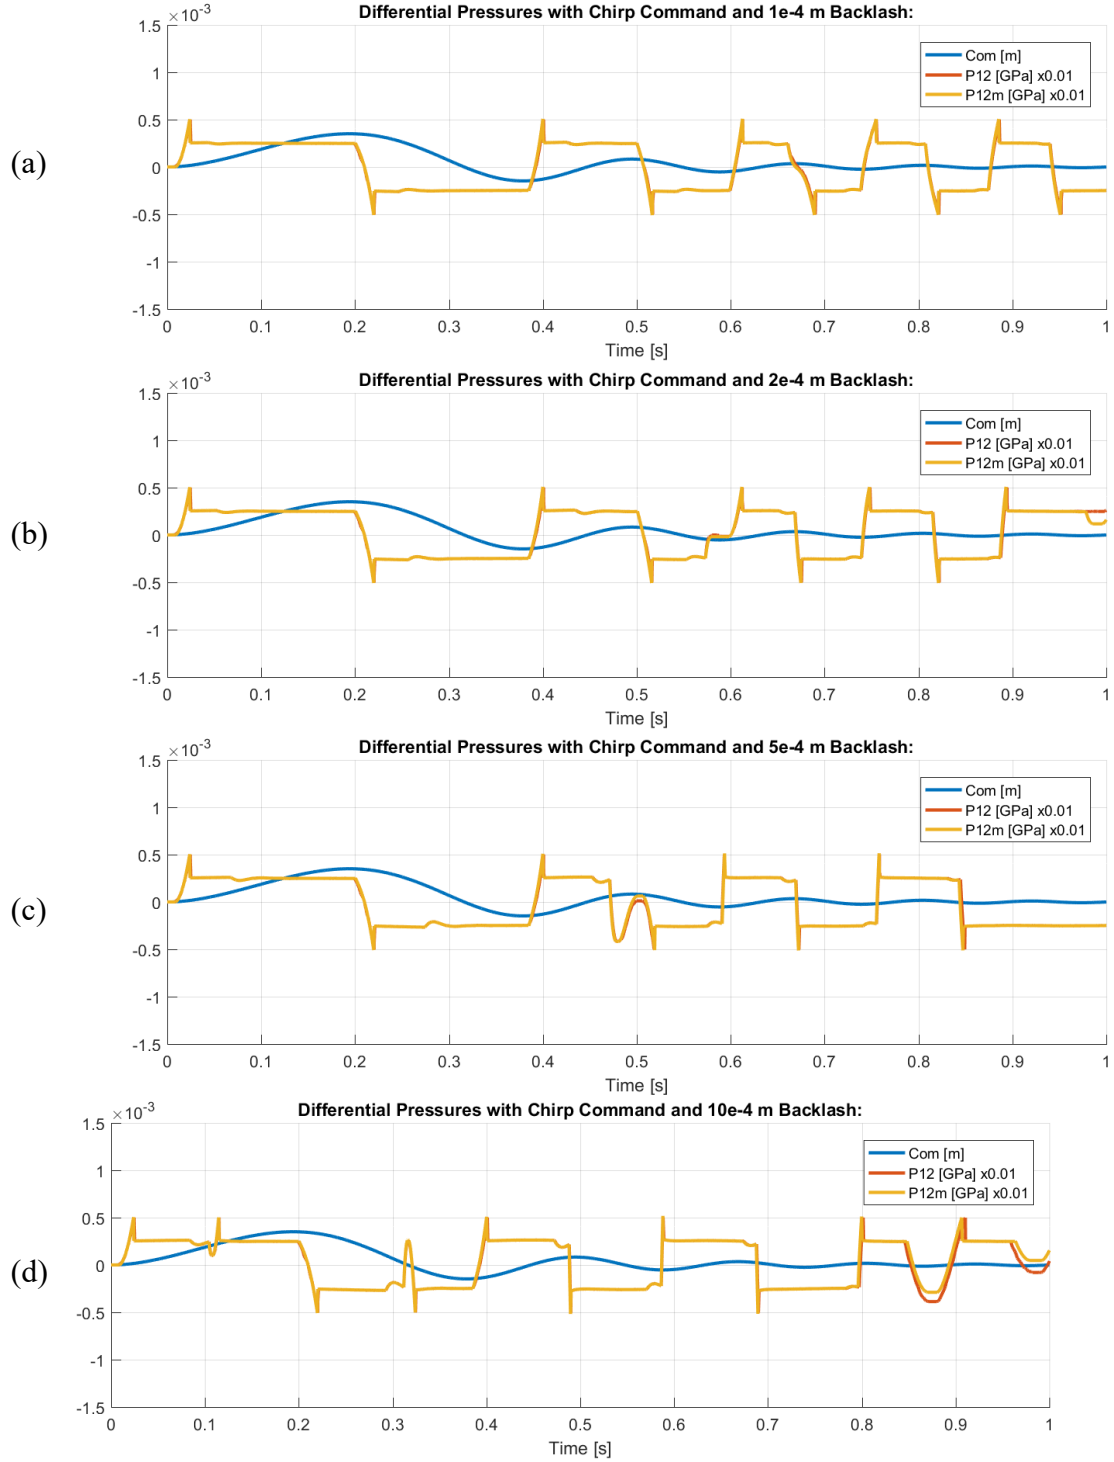 Differential Pressures with Chirp Command and 1e-4 m Backlash:
×10-3
1.5
1
0.5
0
-0.5
-1
-1.5
Com [m]
P12 [GPa] x0.01
P12m [GPa] x0.01
(a)
0 0.1 0.2 0.3 0.4 0.5 0.6 0.7 0.8 0.9 1
Time [s]
Differential Pressures with Chirp Command and 2e-4 m Backlash:
×10-3
1.5
1
0.5
0
-0.5
-1
-1.5
Com [m]
P12 [GPa] x0.01
P12m [GPa] x0.01
(b)
0 0.1 0.2 0.3 0.4 0.5 0.6 0.7 0.8 0.9 1
Time [s]
Differential Pressures with Chirp Command and 5e-4 m Backlash:
×10-3
1.5
1
0.5
0
-0.5
-1
-1.5
Com [m]
P12 [GPa] x0.01
P12m [GPa] x0.01
(c)
0 0.1 0.2 0.3 0.4 0.5 0.6 0.7 0.8 0.9 1
Time [s]
Differential Pressures with Chirp Command and 10e-4 m Backlash:
×10-3
1.5
1
0.5
0
-0.5
-1
-1.5
Com [m]
P12 [GPa] x0.01
P12m [GPa] x0.01
(d)
0 0.1 0.2 0.3 0.4 0.5 0.6 0.7 0.8 0.9 1
Time [s]